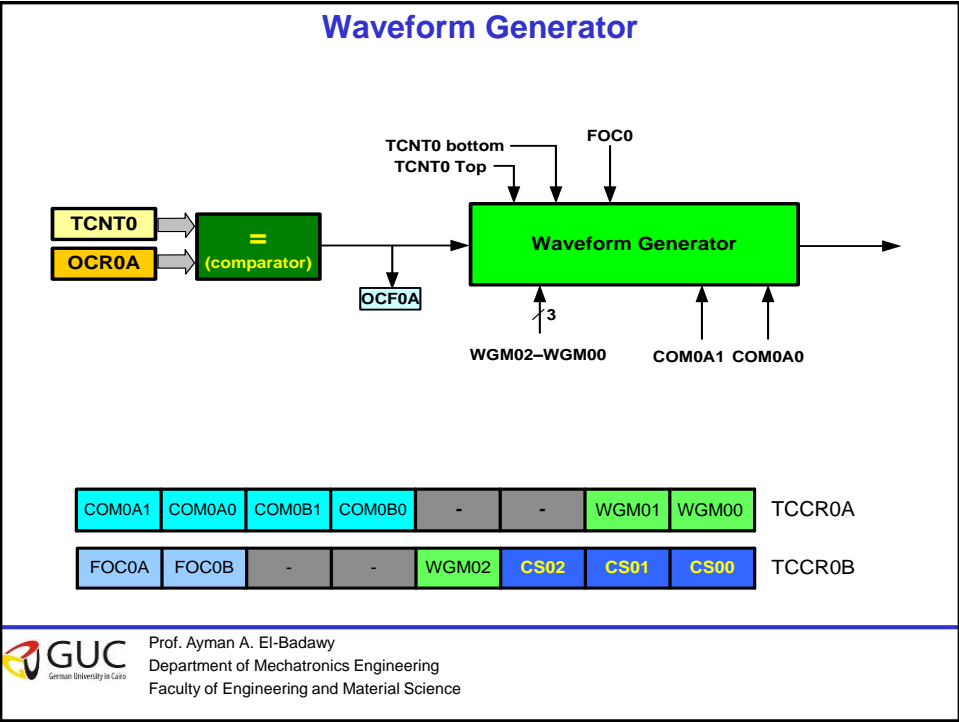 Waveform Generator
TCNT0 bottom
FOC0
TCNT0 Top
TCNT0
OCR0A
=
(comparator)
Waveform Generator
OCF0A
3
WGM02–WGM00
COM0A1 COM0A0
COM0A1 COM0A0 COM0B1 COM0B0 - - WGM01 WGM00 TCCR0A
FOC0A FOC0B - - WGM02 CS02 CS01 CS00 TCCR0B
GUC
German University in Cairo
Prof. Ayman A. El-Badawy
Department of Mechatronics Engineering
Faculty of Engineering and Material Science